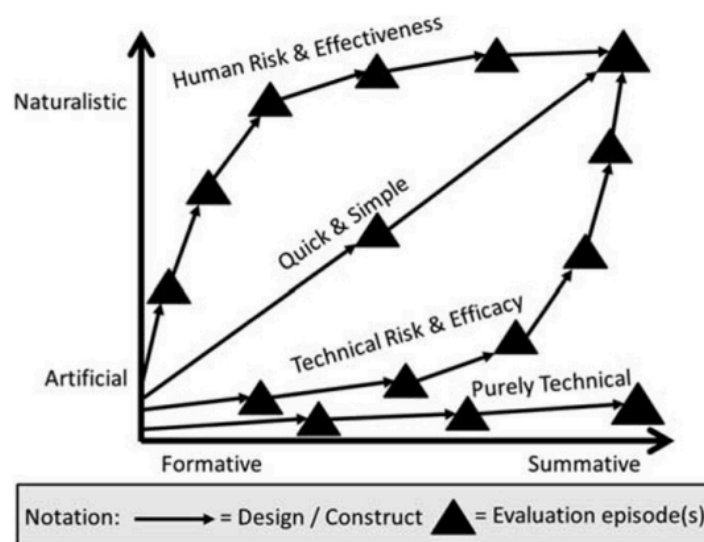 Human Risk & Effectiveness
Naturalistic
Quick & Simple
Technical Risk & Efficacy
Artificial
Purely Technical
Formative
Summative
Notation:
= Design / Construct
= Evaluation episode(s)